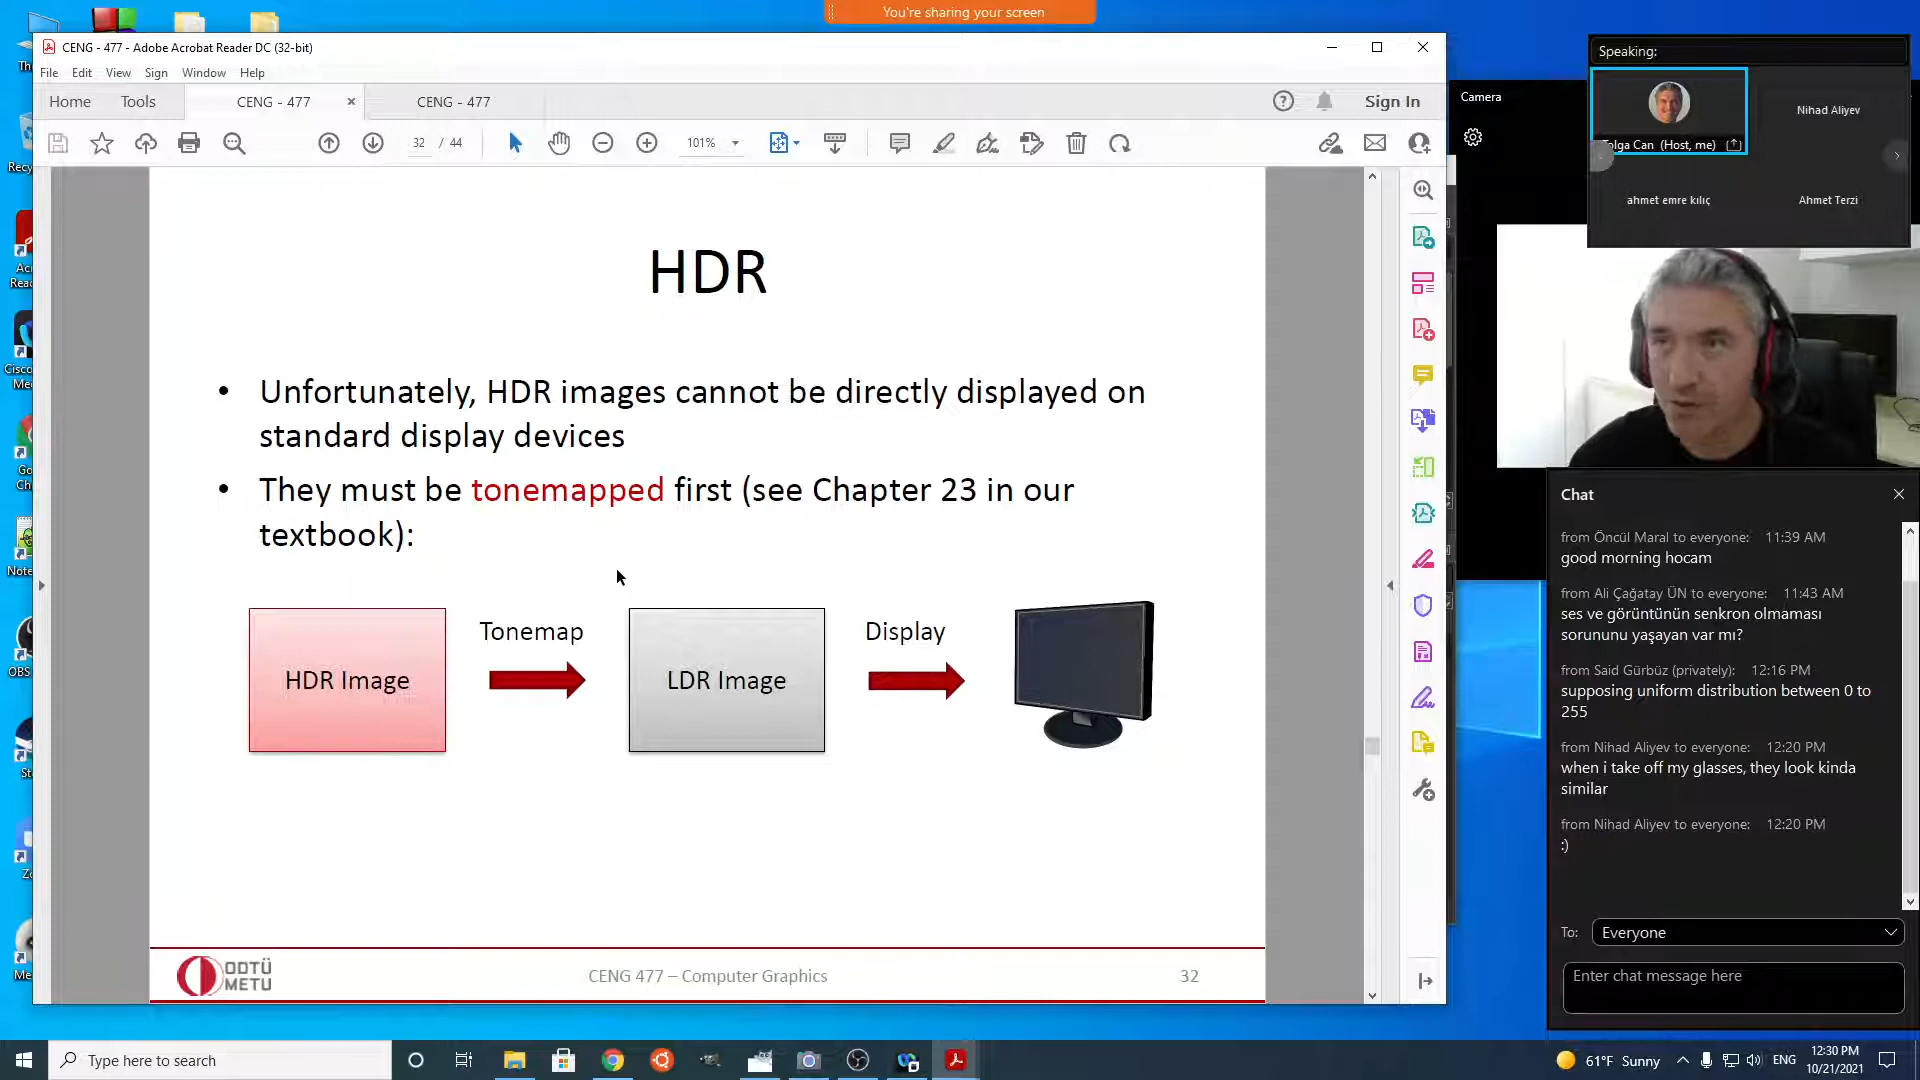 You're sharing your screen
CENG - 477 - Adobe Acrobat Reader DC (32-bit)
File Edit View Sign Window Help
Home Tools CENG - 477 CENG - 477 Sign In
32 / 44 101%
HDR
• Unfortunately, HDR images cannot be directly displayed on
standard display devices
• They must be tonemapped first (see Chapter 23 in our
textbook):
HDR Image
Tonemap
LDR Image
Display
ODTÜ
METU
CENG 477 – Computer Graphics
32
Camera
Speaking:
Tolga Can (Host, me)
Nihad Aliyev
ahmet emre kılıç
Ahmet Terzi
Chat
from Öncül Maral to everyone: 11:39 AM
good morning hocam
from Ali Çağatay ÜN to everyone: 11:43 AM
ses ve görüntünün senkron olmaması
sorununu yaşayan var mı?
from Said Gürbüz (privately): 12:16 PM
supposing uniform distribution between 0 to
255
from Nihad Aliyev to everyone: 12:20 PM
when i take off my glasses, they look kinda
similar
from Nihad Aliyev to everyone: 12:20 PM
:)
To: Everyone
Enter chat message here
Type here to search
61°F Sunny
ENG
12:30 PM
10/21/2021